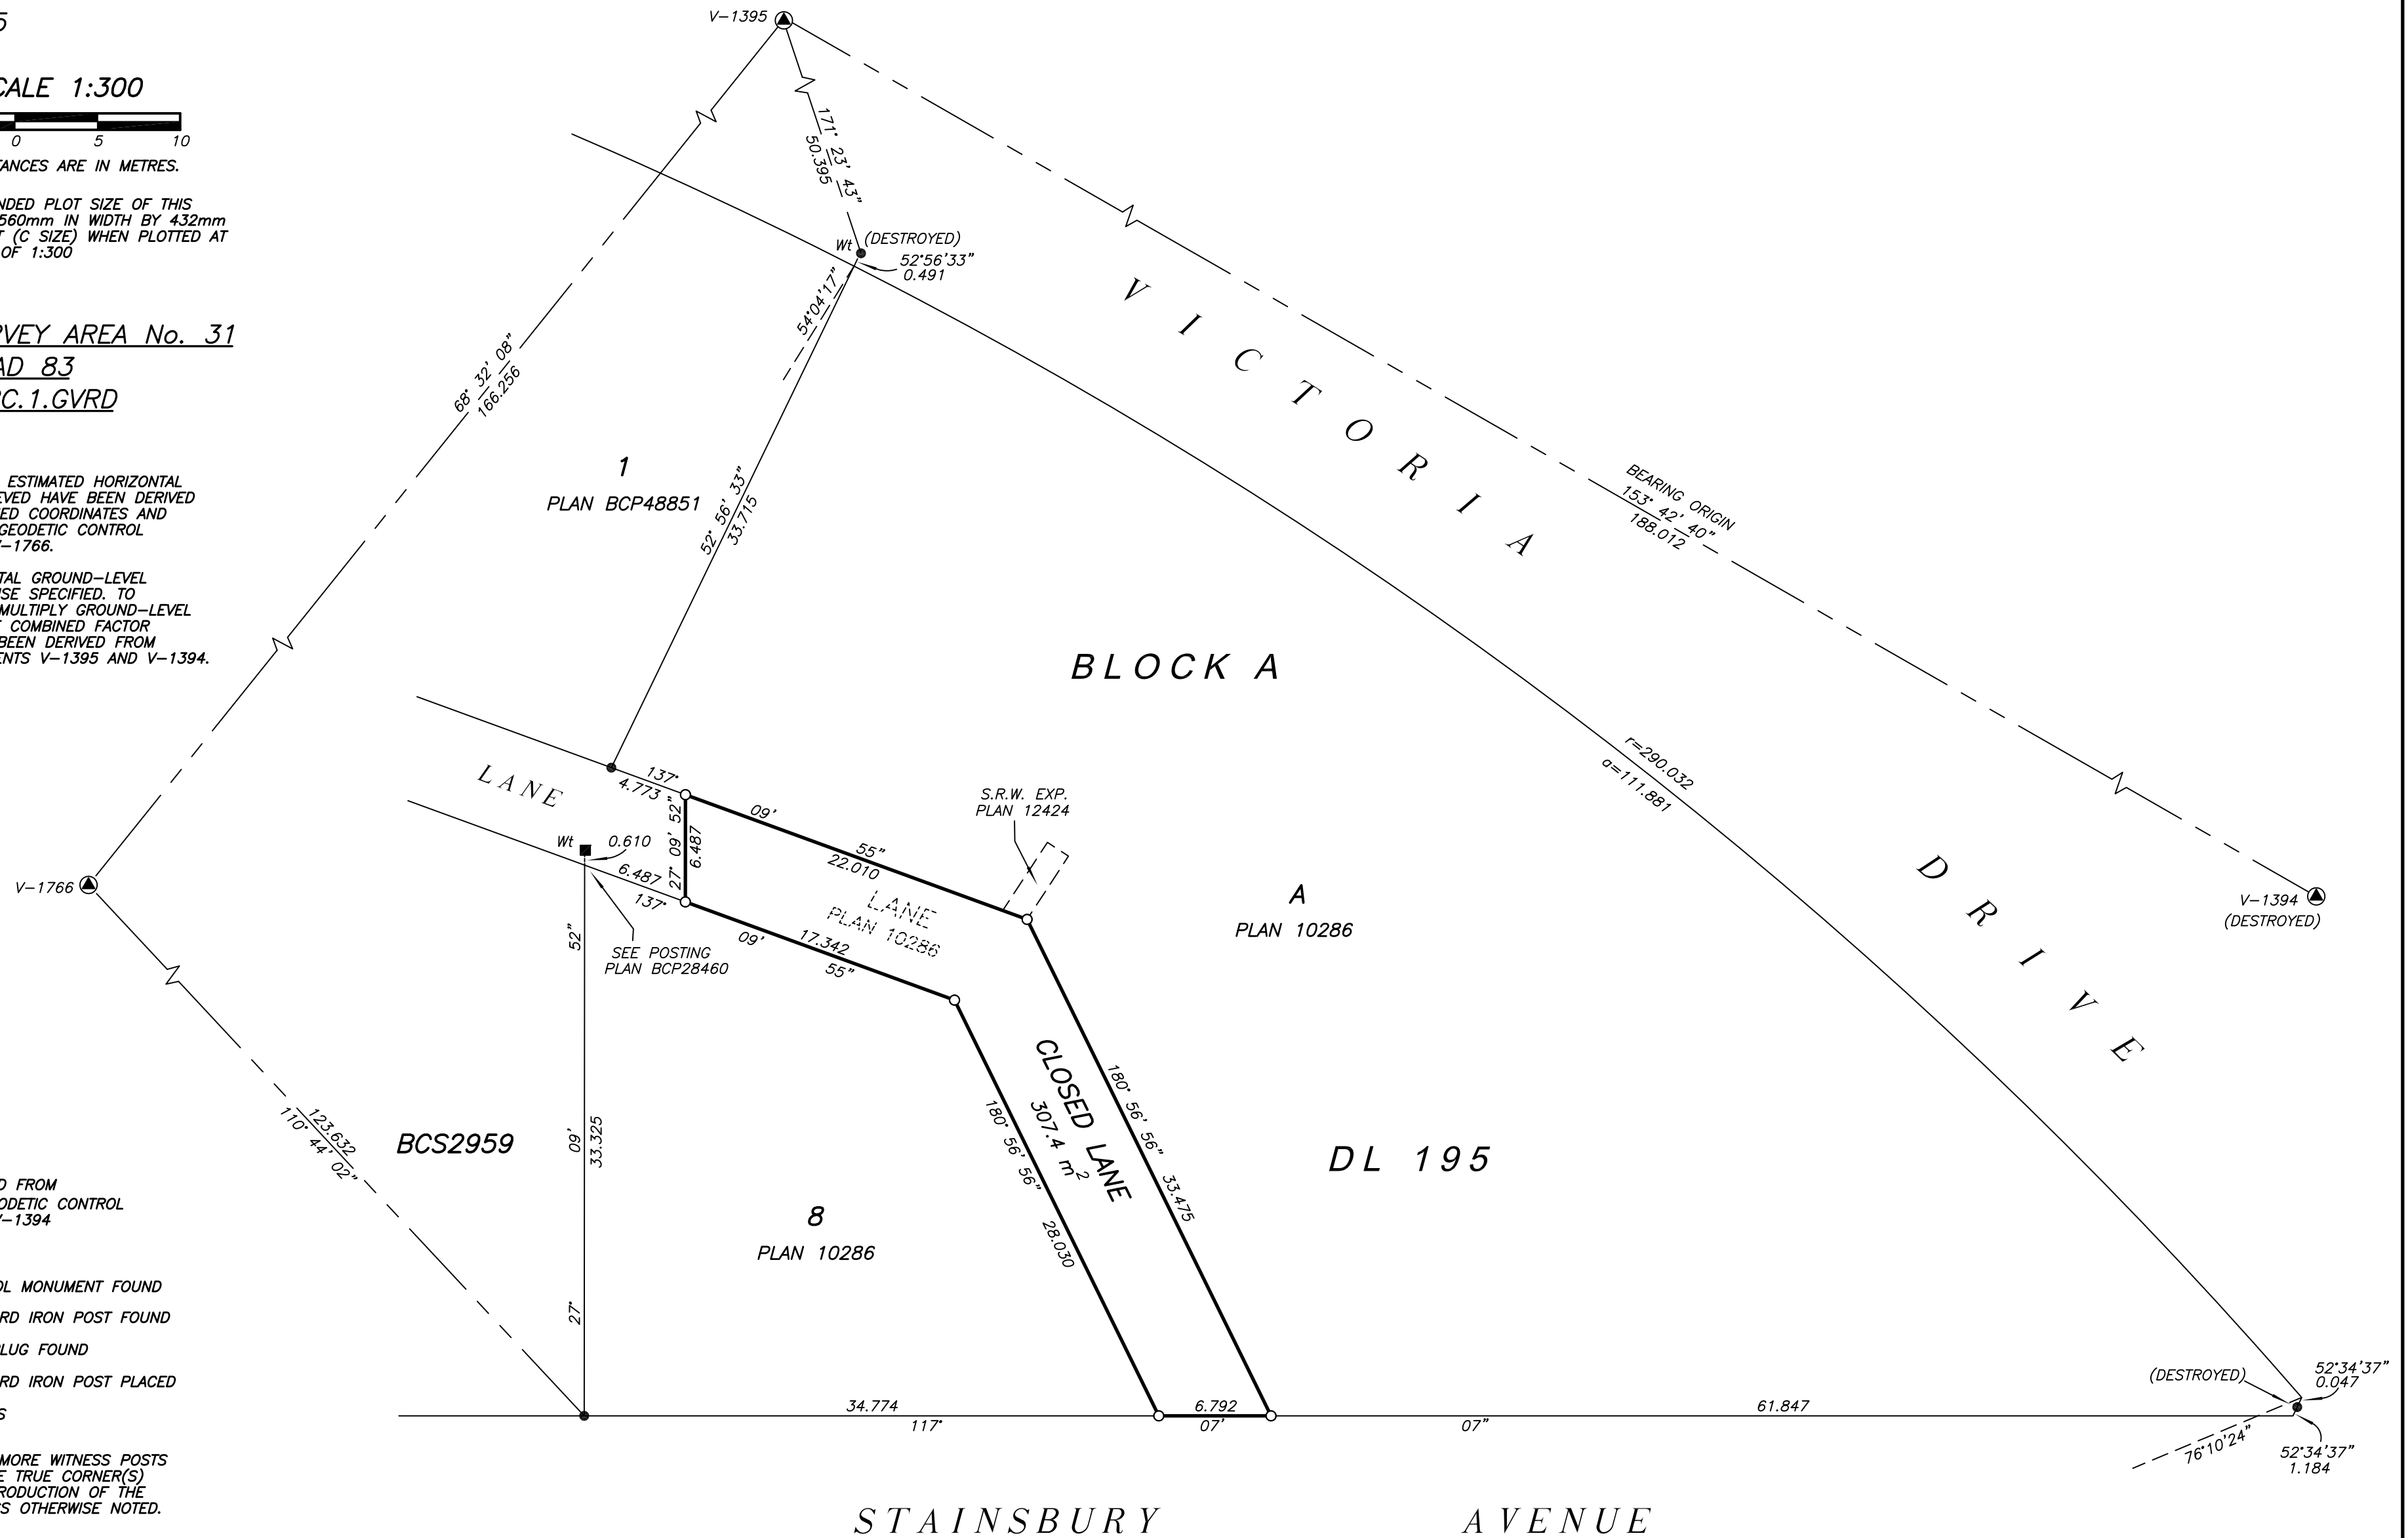 5
CALE 1:300
0 5 10
TANCES ARE IN METRES.
NDED PLOT SIZE OF THIS
560mm IN WIDTH BY 432mm
T (C SIZE) WHEN PLOTTED AT
OF 1:300
RVEY AREA No. 31
AD 83
RC.1.GVRD
ESTIMATED HORIZONTAL
EVED HAVE BEEN DERIVED
ED COORDINATES AND
GEODETIC CONTROL
V-1766.
TAL GROUND-LEVEL
SE SPECIFIED. TO
MULTIPLY GROUND-LEVEL
E COMBINED FACTOR
BEEN DERIVED FROM
ENTS V-1395 AND V-1394.
D FROM
ODETIC CONTROL
V-1394
OL MONUMENT FOUND
RD IRON POST FOUND
PLUG FOUND
RD IRON POST PLACED
S
MORE WITNESS POSTS
E TRUE CORNER(S)
RODUCTION OF THE
SS OTHERWISE NOTED.
V-1395
171° 23' 43"
50.395
Wt
(DESTROYED)
52°56'33"
0.491
54°04'17"
68° 32' 08"
166.256
1
PLAN BCP48851
52° 56' 33"
33.715
VICTORIA
DRIVE
BEARING ORIGIN
153° 42' 40"
188.012
BLOCK A
r=290.032
a=111.881
V-1394
(DESTROYED)
LANE
137° 09' 55"
4.773
22.010
S.R.W. EXP.
PLAN 12424
27° 09' 52"
6.487
Wt
0.610
6.487
137° 09' 55"
17.342
LANE
PLAN 10286
SEE POSTING
PLAN BCP28460
V-1766
A
PLAN 10286
123.632
110° 44' 02"
BCS2959
27° 09' 52"
33.325
8
PLAN 10286
180° 56' 56"
28.030
CLOSED LANE
307.4 m2
180° 56' 56"
33.475
DL 195
34.774
6.792
61.847
117° 07' 07"
(DESTROYED)
52°34'37"
0.047
76°10'24"
52°34'37"
1.184
STAINSBURY AVENUE